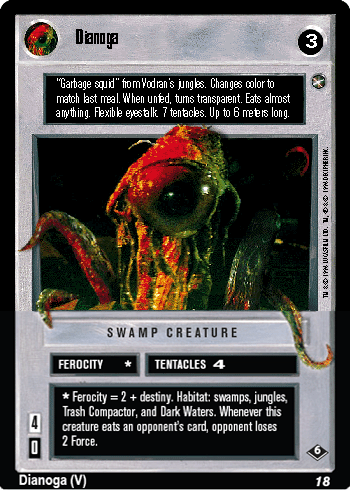 Dianoga
3
"Garbage squid" from Vodran's jungles. Changes color to
match last meal. When unfed, turns transparent. Eats almost
anything. Flexible eyestalk. 7 tentacles. Up to 6 meters long.
SWAMP CREATURE
FEROCITY *
TENTACLES 4
* Ferocity = 2 + destiny. Habitat: swamps, jungles,
Trash Compactor, and Dark Waters. Whenever this
creature eats an opponent's card, opponent loses
2 Force.
4
0
6
Dianoga (V)
18